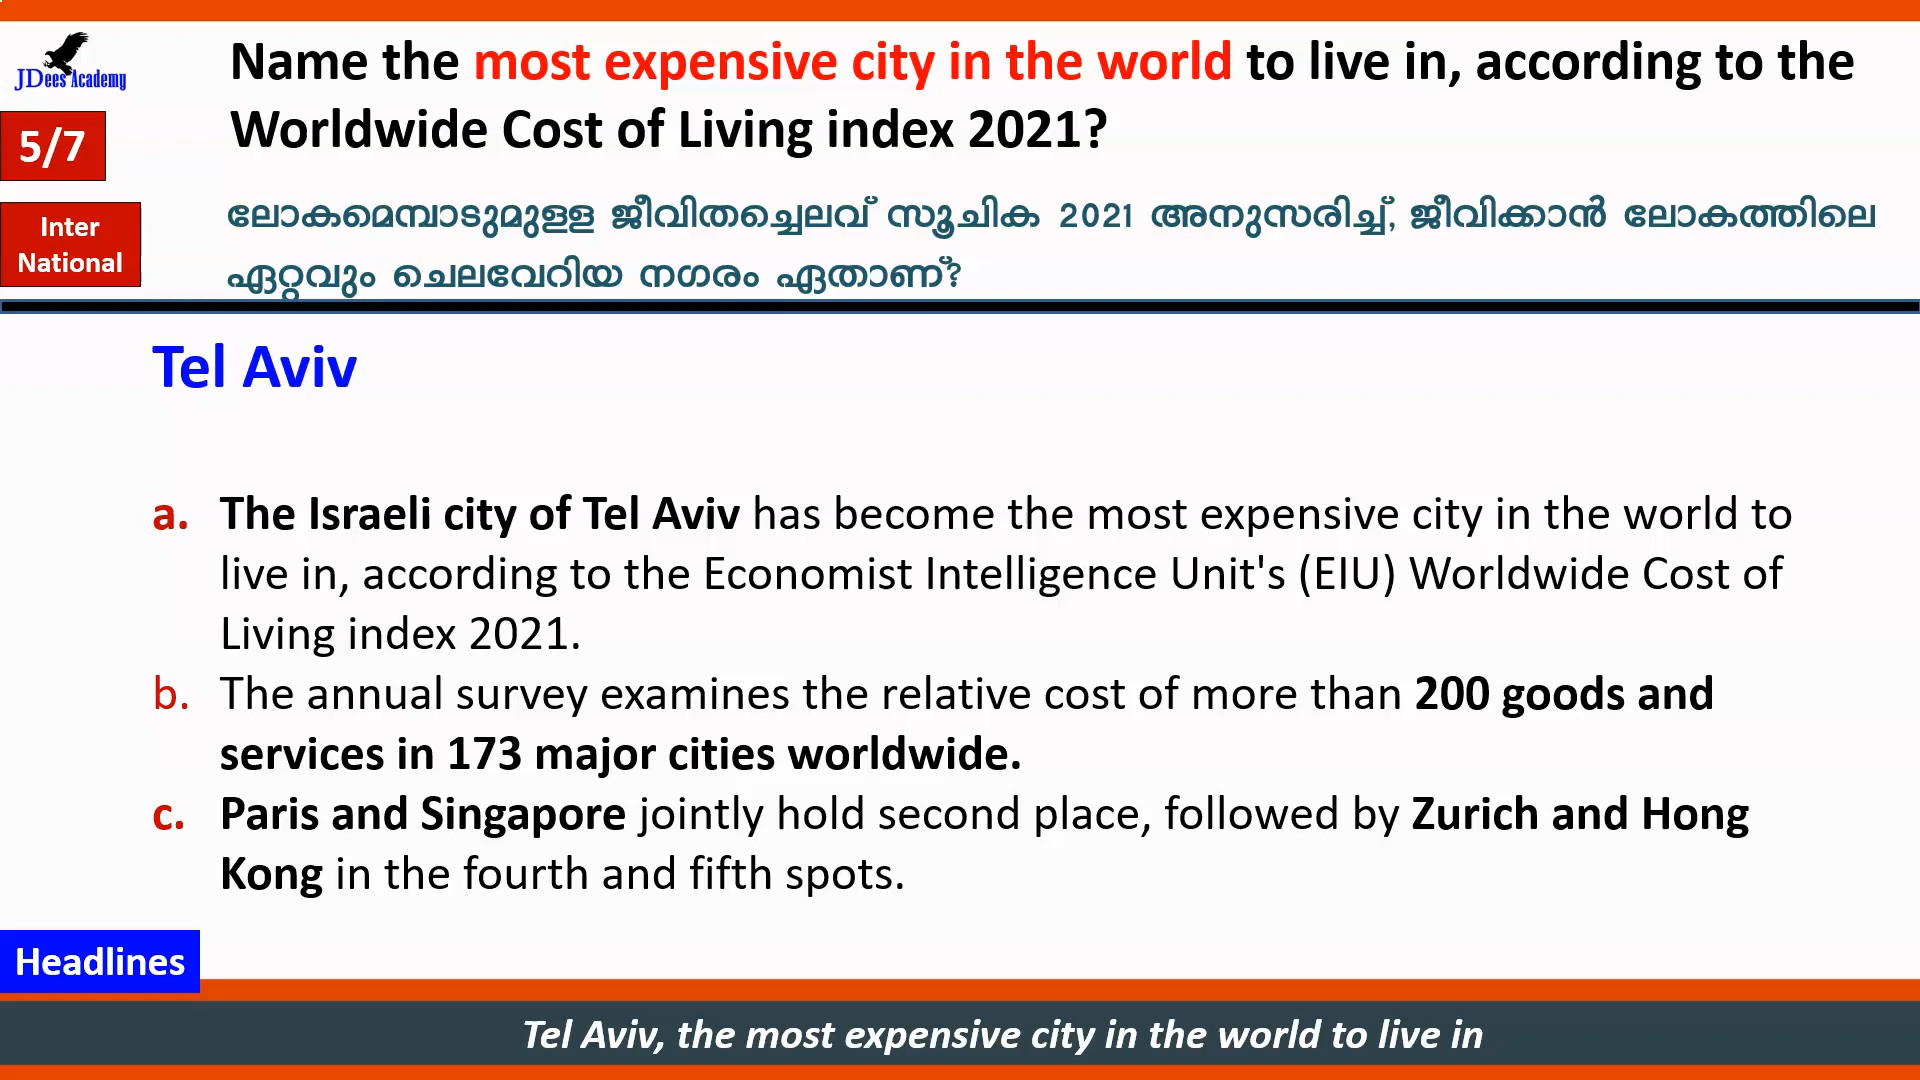 JDees Academy
Name the most expensive city in the world to live in, according to the
Worldwide Cost of Living index 2021?
5/7
Inter
National
ലോകമെമ്പാടുമുള്ള ജീവിതച്ചെലവ് സൂചിക 2021 അനുസരിച്ച്, ജീവിക്കാൻ ലോകത്തിലെ
ഏറ്റവും ചെലവേറിയ നഗരം ഏതാണ്?
Tel Aviv
a. The Israeli city of Tel Aviv has become the most expensive city in the world to
live in, according to the Economist Intelligence Unit's (EIU) Worldwide Cost of
Living index 2021.
b. The annual survey examines the relative cost of more than 200 goods and
services in 173 major cities worldwide.
c. Paris and Singapore jointly hold second place, followed by Zurich and Hong
Kong in the fourth and fifth spots.
Headlines
Tel Aviv, the most expensive city in the world to live in